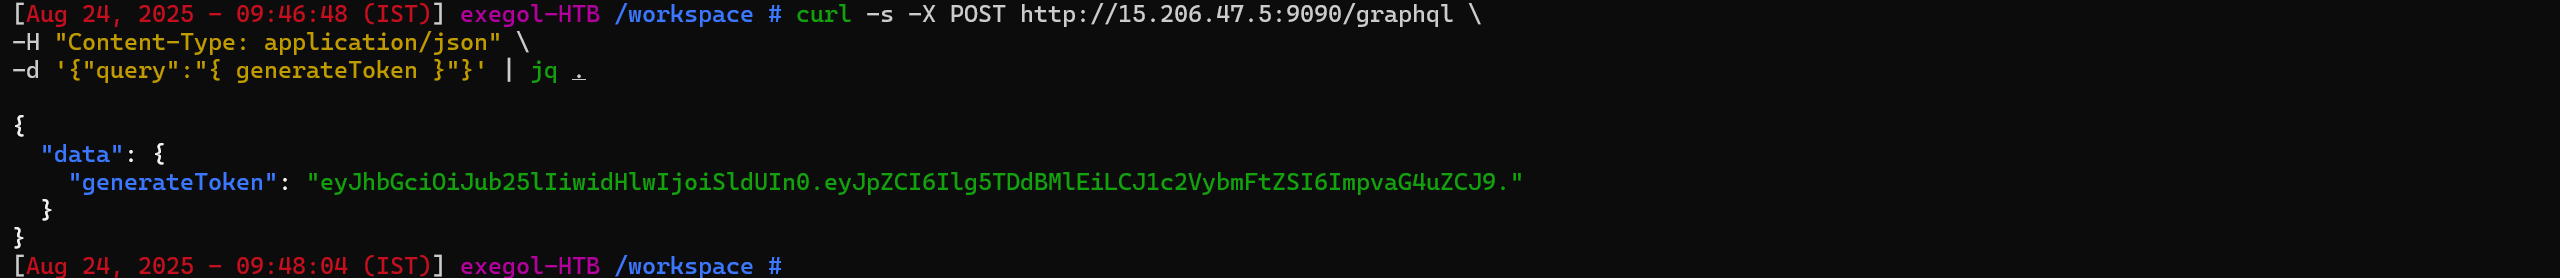 [Aug 24, 2025 - 09:46:48 (IST)] exegol-HTB /workspace # curl -s -X POST http://15.206.47.5:9090/graphql \
-H "Content-Type: application/json" \
-d '{"query":"{ generateToken }"}' | jq .
{
  "data": {
    "generateToken": "eyJhbGciOiJub25lIiwidHlwIjoiSldUIn0.eyJpZCI6Ilg5TDdBMlEiLCJ1c2VybmFtZSI6ImpvaG4uZCJ9."
  }
}
[Aug 24, 2025 - 09:48:04 (IST)] exegol-HTB /workspace #